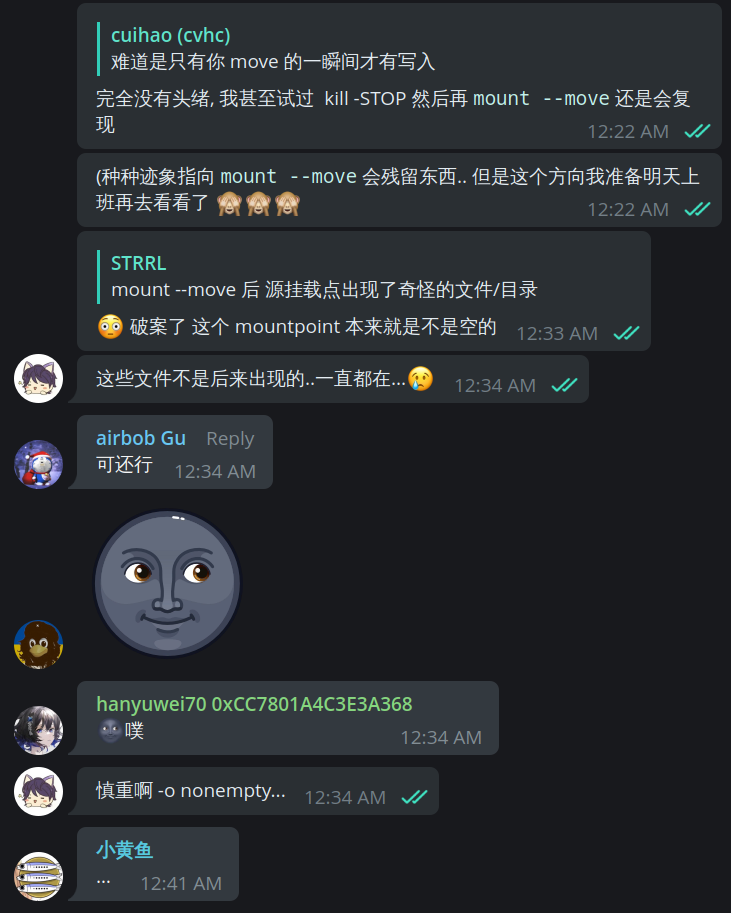 cuihao (cvhc)
难道是只有你 move 的一瞬间才有写入
完全没有头绪, 我甚至试过  kill -STOP 然后再 mount --move 还是会复
现
12:22 AM
(种种迹象指向 mount --move 会残留东西.. 但是这个方向我准备明天上
班再去看看了 🙈🙈🙈
12:22 AM
STRRL
mount --move 后 源挂载点出现了奇怪的文件/目录
😳 破案了 这个 mountpoint 本来就是不是空的 12:33 AM
这些文件不是后来出现的..一直都在...😢 12:34 AM
airbob Gu Reply
可还行 12:34 AM
hanyuwei70 0xCC7801A4C3E3A368
🌚噗 12:34 AM
慎重啊 -o nonempty... 12:34 AM
小黄鱼
... 12:41 AM